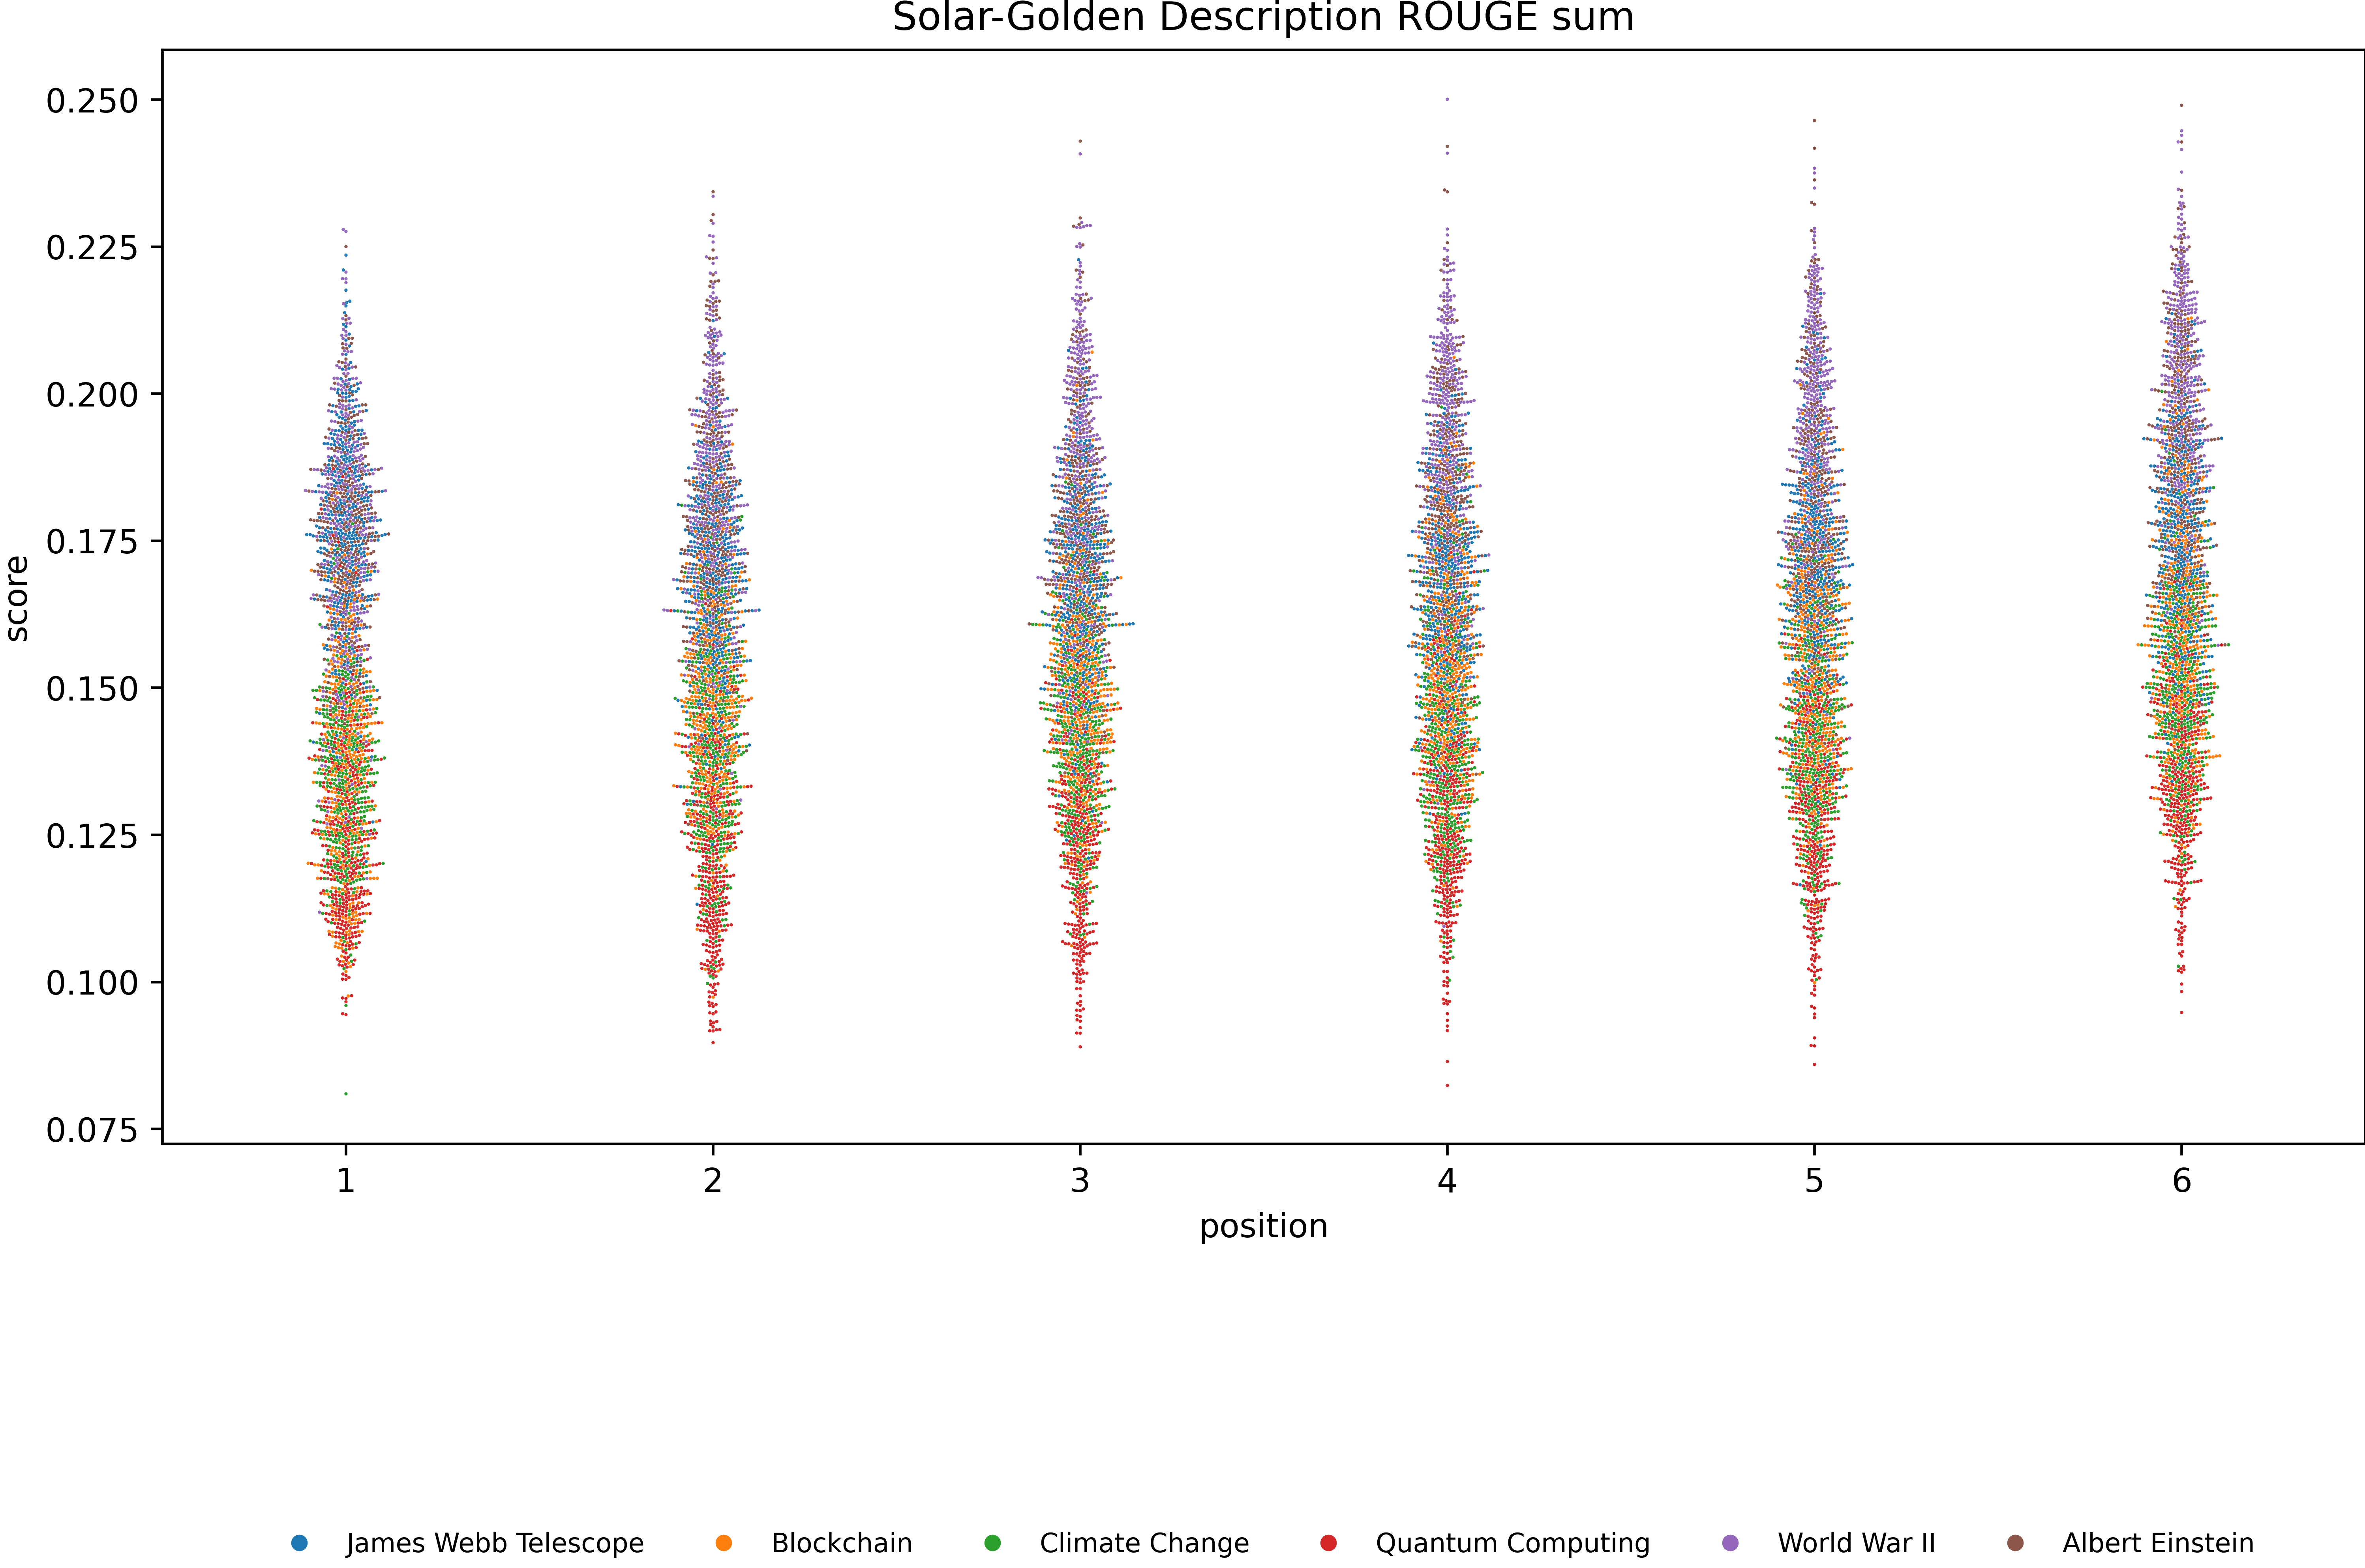 Solar-Golden Description ROUGE sum
0.250
0.225
0.200
0.175
0.150
0.125
0.100
0.075
score
1 2 3 4 5 6
position
James Webb Telescope Blockchain Climate Change Quantum Computing World War II Albert Einstein